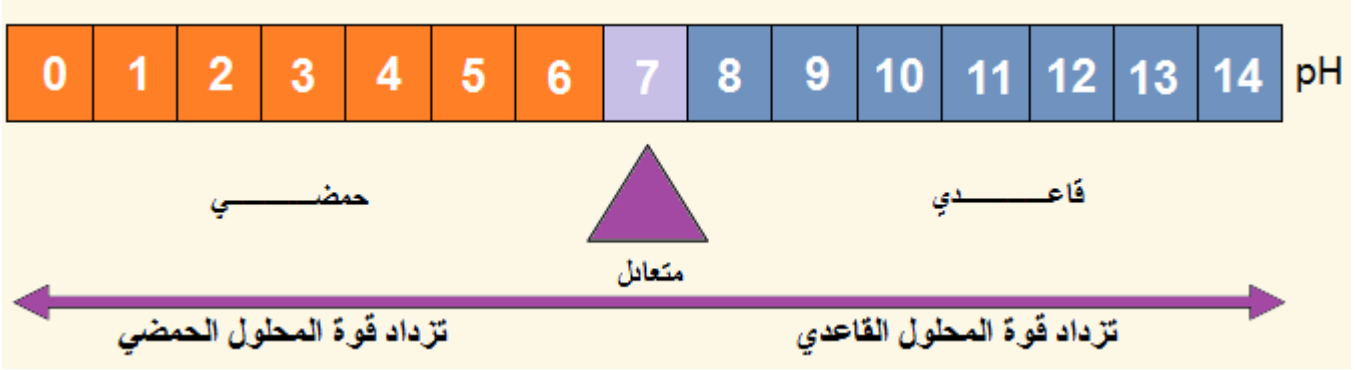 0 1 2 3 4 5 6 7 8 9 10 11 12 13 14 pH
حمضـــــــي قاعـــــــدي
متعادل
تزداد قوة المحلول الحمضي تزداد قوة المحلول القاعدي